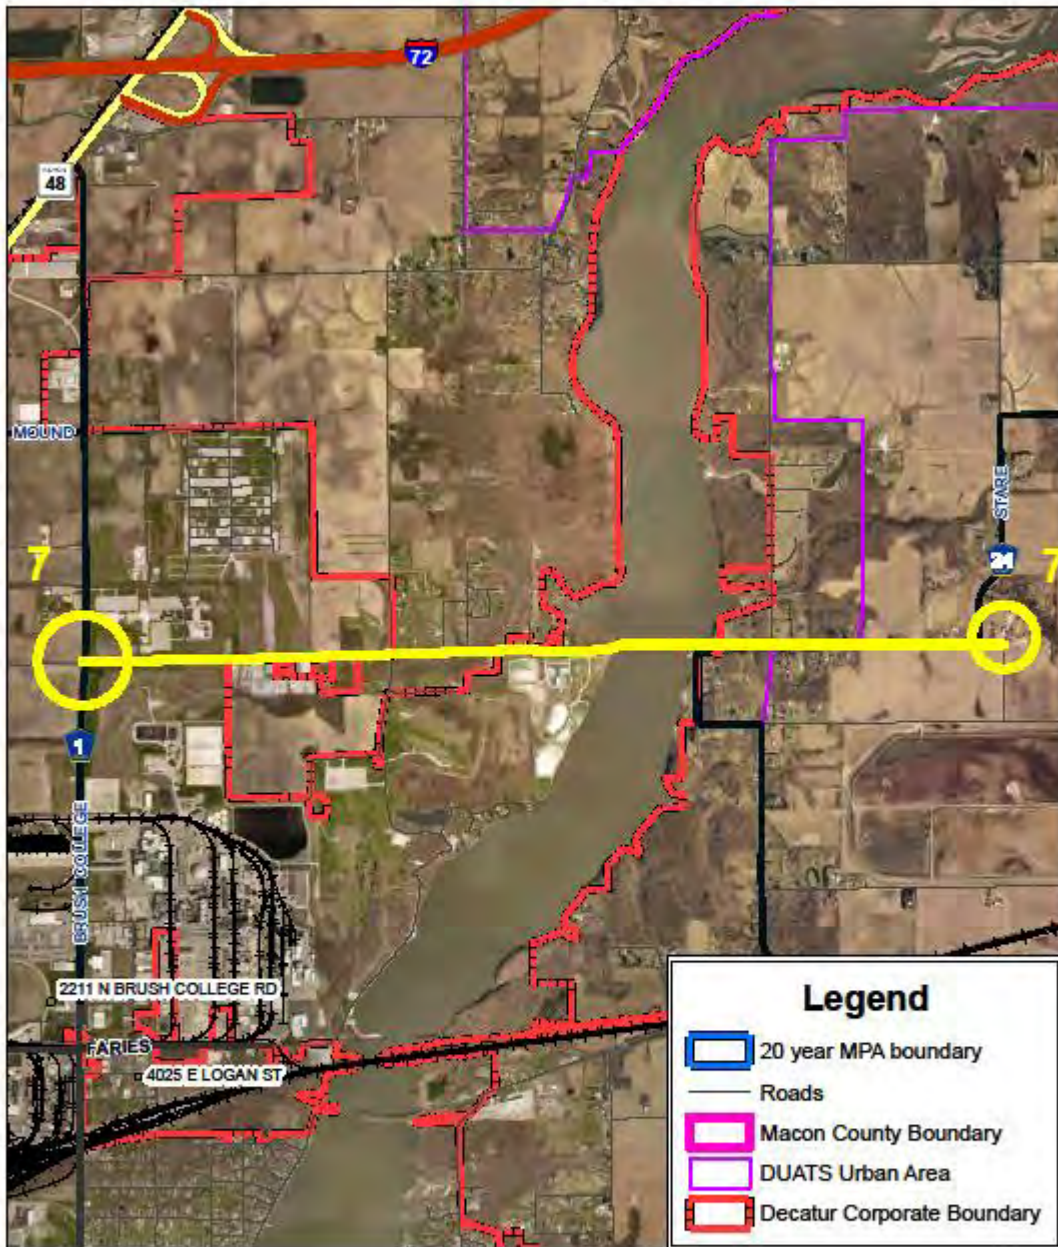 72
48
MOUND
STARE
24
7
7
1
BRUSH COLLEGE
2211 N BRUSH COLLEGE RD
FARIES
4025 E LOGAN ST
Legend
20 year MPA boundary
Roads
Macon County Boundary
DUATS Urban Area
Decatur Corporate Boundary